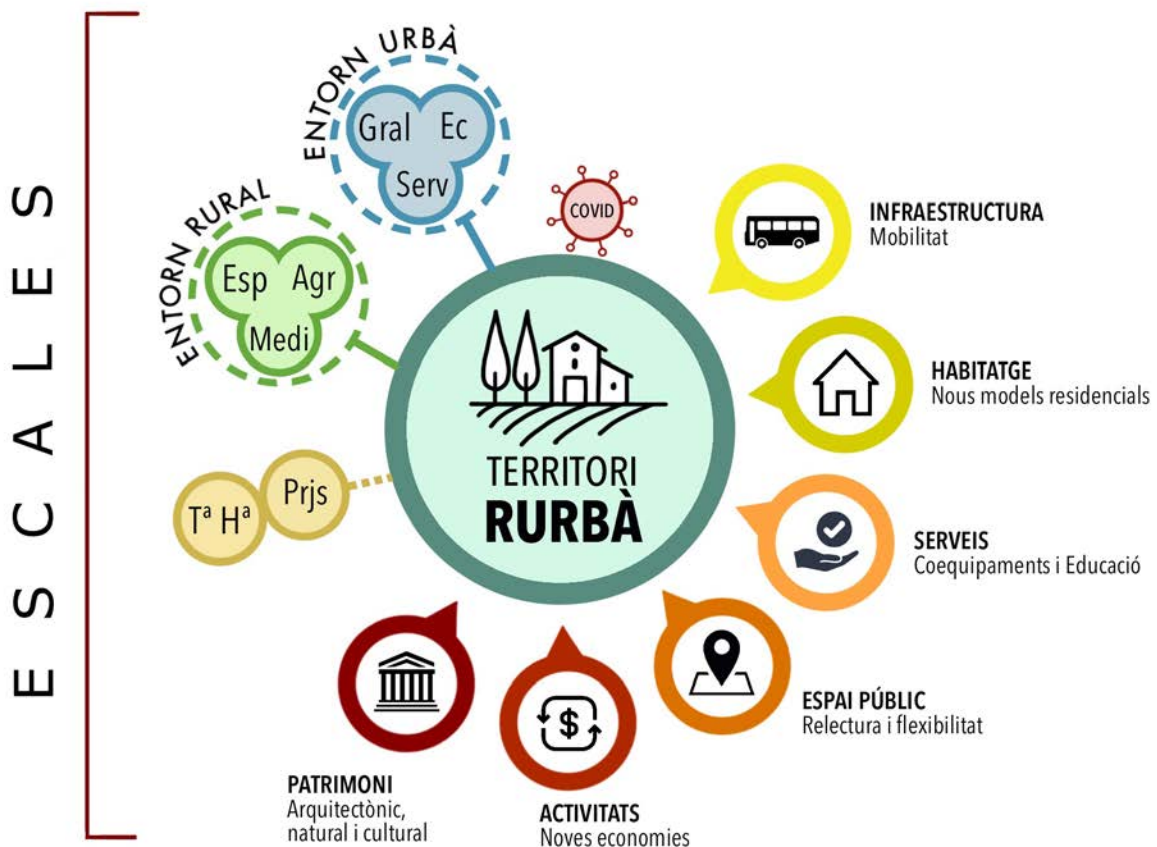 ESCALES
ENTORN URBÀ
Gral Ec
Serv
ENTORN RURAL
Esp Agr
Medi
Tª Hª
Prjs
COVID
TERRITORI
RURBÀ
INFRAESTRUCTURA
Mobilitat
HABITATGE
Nous models residencials
SERVEIS
Coequipaments i Educació
ESPAI PÚBLIC
Relectura i flexibilitat
$
ACTIVITATS
Noves economies
PATRIMONI
Arquitectònic,
natural i cultural